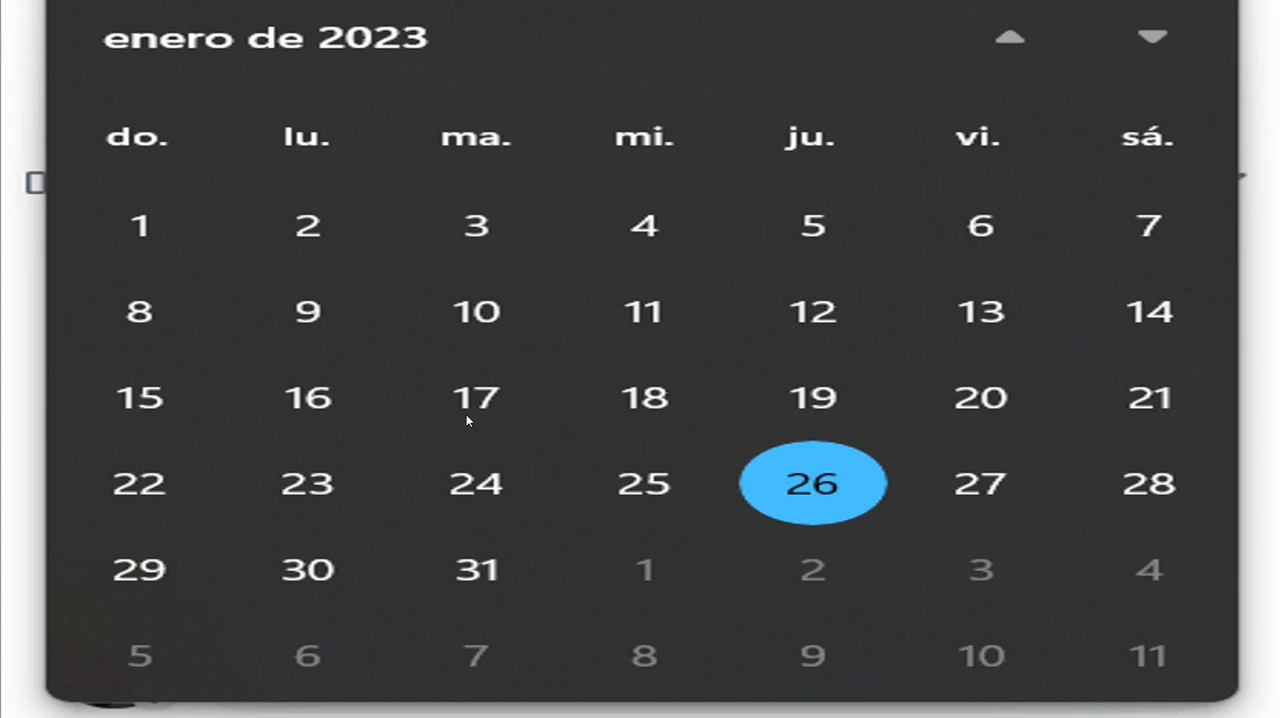 enero de 2023
do. lu. ma. mi. ju. vi. sá.
1 2 3 4 5 6 7
8 9 10 11 12 13 14
15 16 17 18 19 20 21
22 23 24 25 26 27 28
29 30 31 1 2 3 4
5 6 7 8 9 10 11